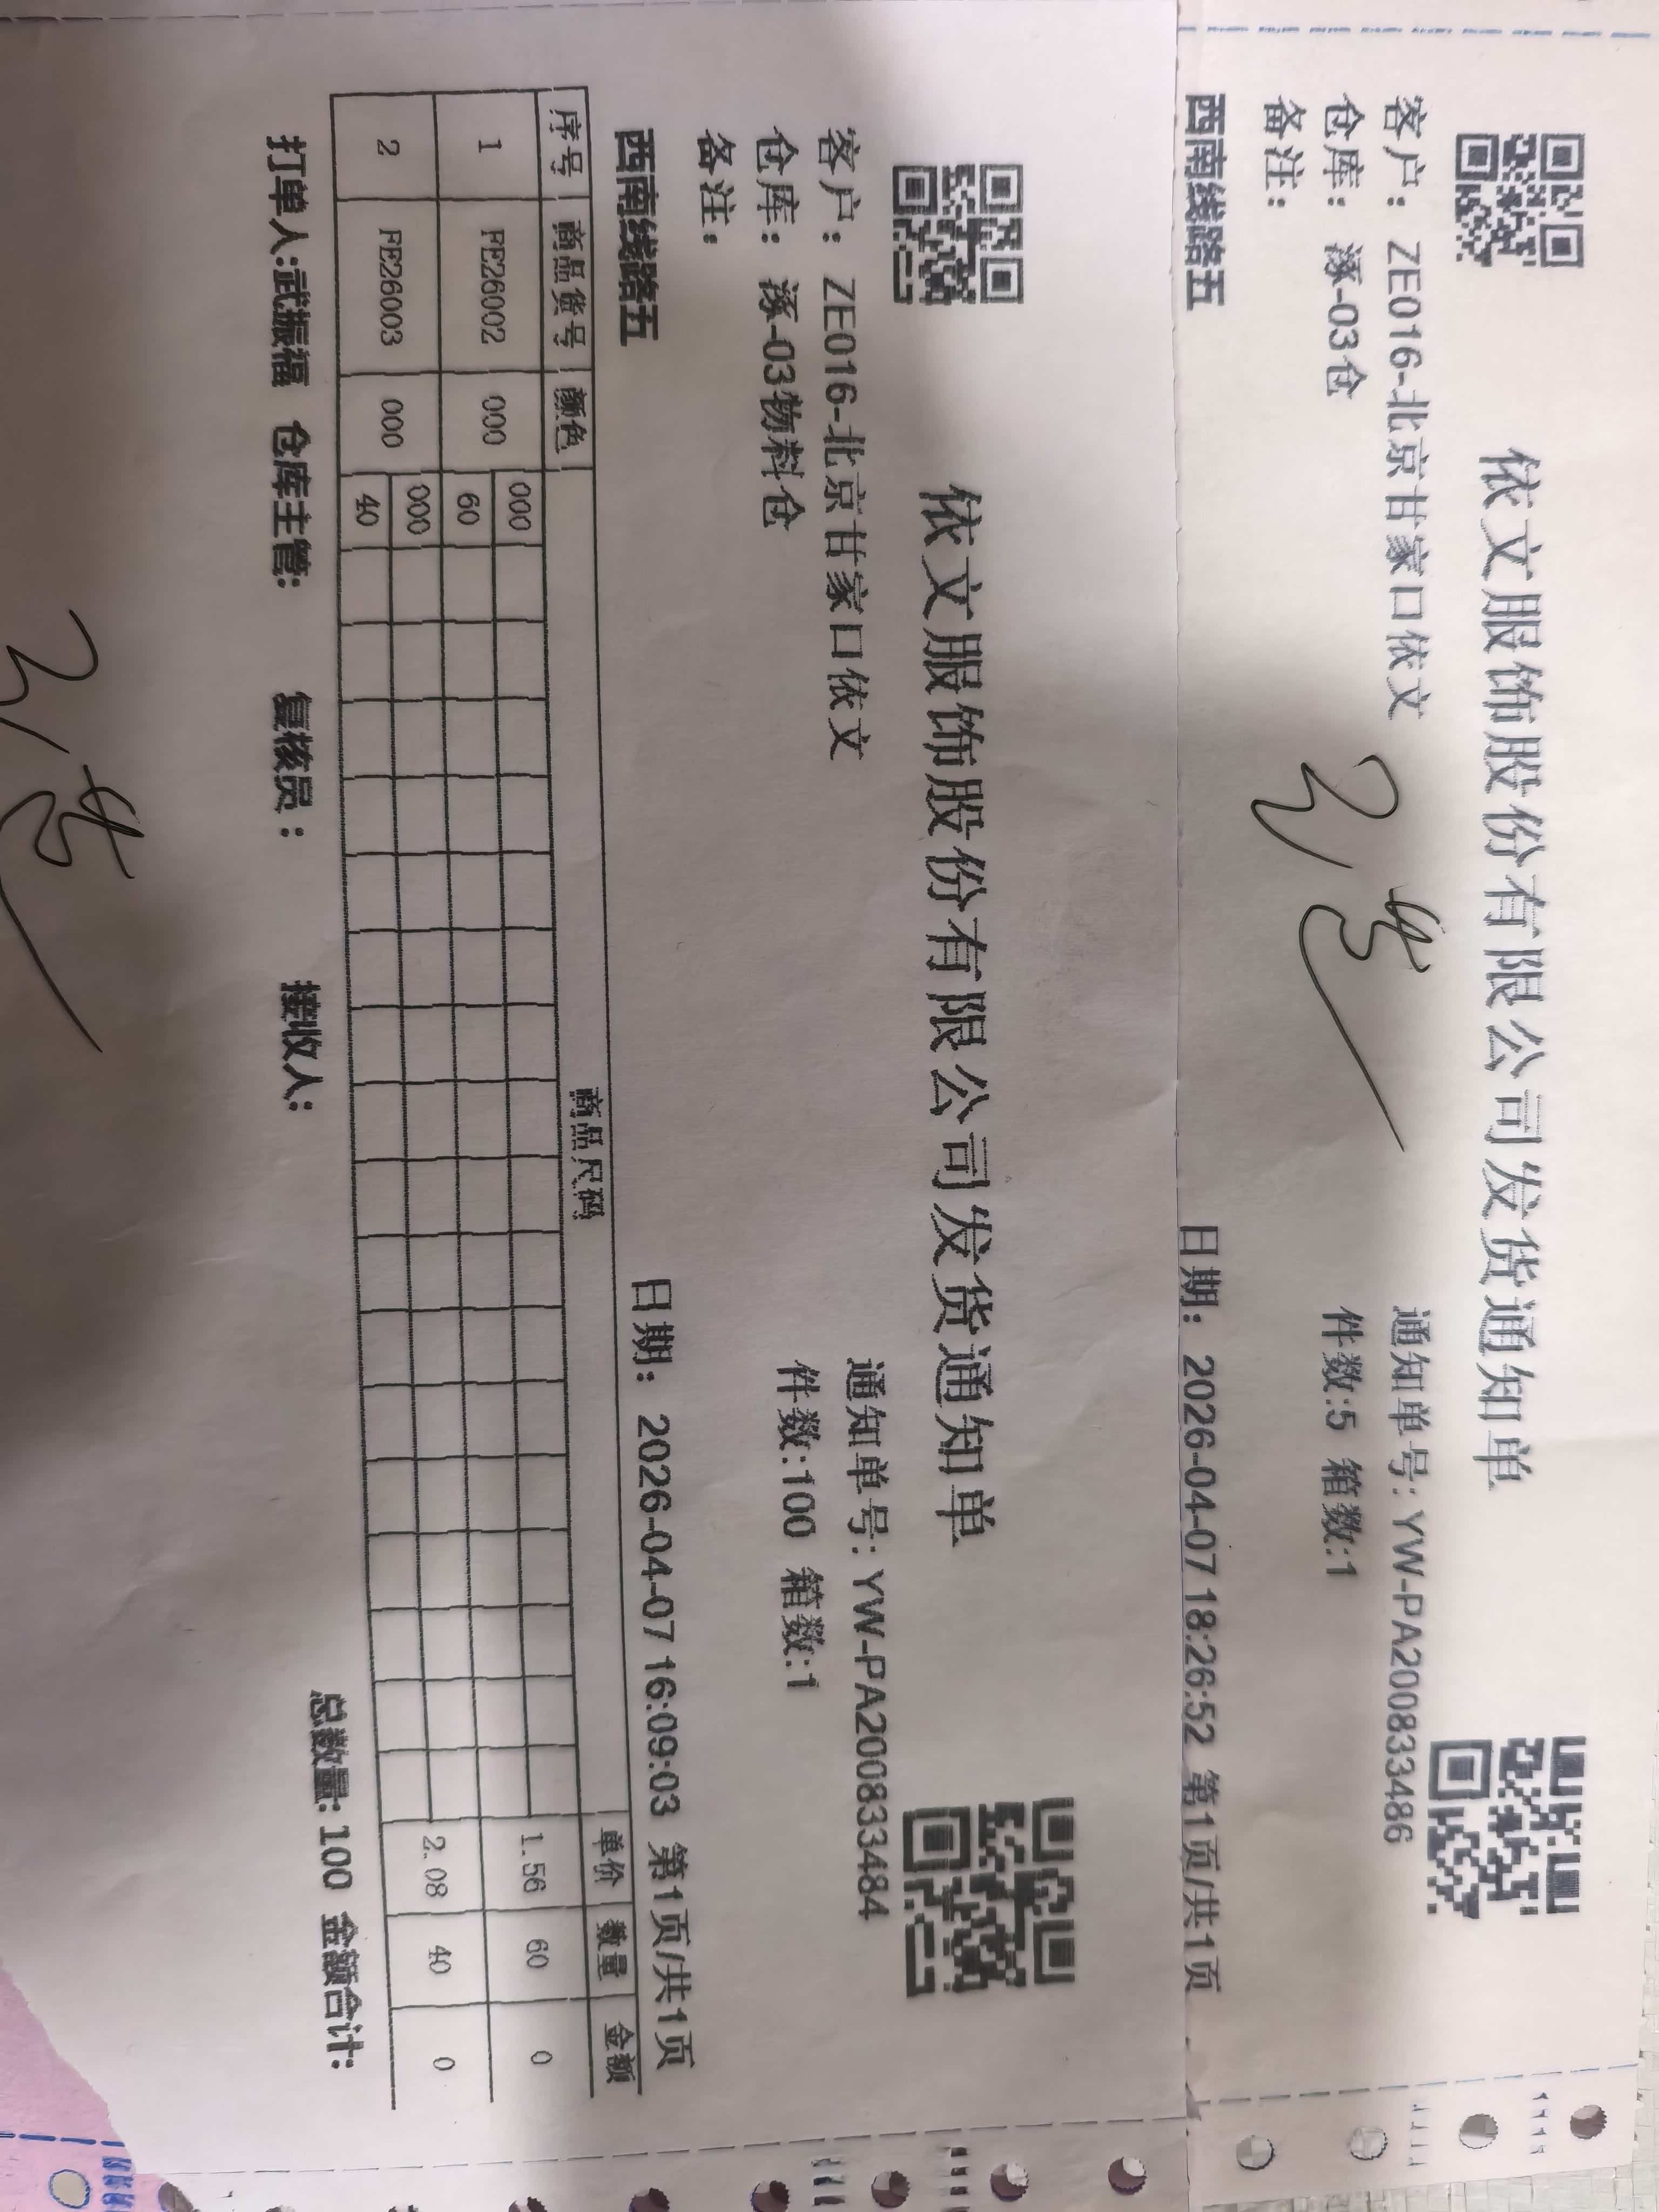 依文服饰股份有限公司发货通知单
客户：ZE016-北京甘家口依文
通知单号：YW-PA200833486
仓库：涿-03仓
件数:5 箱数:1
备注：
西南线路五
日期：2026-04-07 18:26:52 第1页/共1页
依文服饰股份有限公司发货通知单
客户：ZE016-北京甘家口依文
通知单号：YW-PA200833484
仓库：涿-03物料仓
件数:100 箱数:1
备注：
西南线路五
日期：2026-04-07 16:09:03 第1页/共1页
序号 商品货号 颜色 商品尺码 单价 数量 金额
1 FE26002 000 000 1.56 60 0
60
2 FE26003 000 000 2.08 40 0
40
总数量:100 金额合计:
打单人:武振福 仓库主管: 复核员： 接收人: